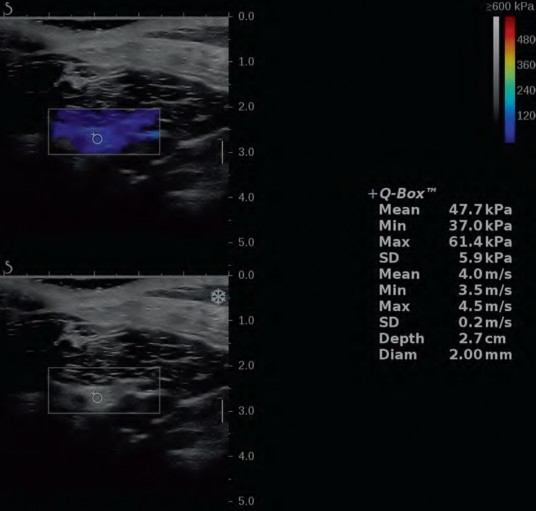 ≥600 kPa
480
360
240
120
S
0.0
1.0
2.0
3.0
4.0
5.0
S
0.0
1.0
2.0
3.0
4.0
5.0
+Q-Box™
Mean 47.7 kPa
Min 37.0 kPa
Max 61.4 kPa
SD 5.9 kPa
Mean 4.0 m/s
Min 3.5 m/s
Max 4.5 m/s
SD 0.2 m/s
Depth 2.7 cm
Diam 2.00 mm